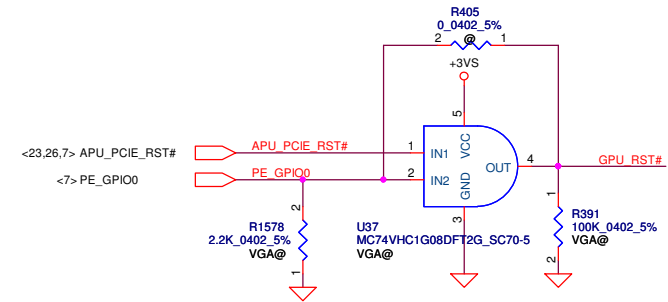 R405
0_0402_5%
@
2
1
+3VS
5
<23,26,7> APU_PCIE_RST#
APU_PCIE_RST#
1
IN1
VCC
OUT
4
GPU_RST#
<7> PE_GPIO0
PE_GPIO0
2
IN2
GND
3
2
R1578
2.2K_0402_5%
VGA@
1
U37
MC74VHC1G08DFT2G_SC70-5
VGA@
1
R391
100K_0402_5%
VGA@
2